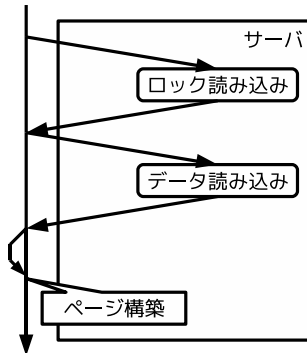 サーバ
ロック読み込み
データ読み込み
ページ構築